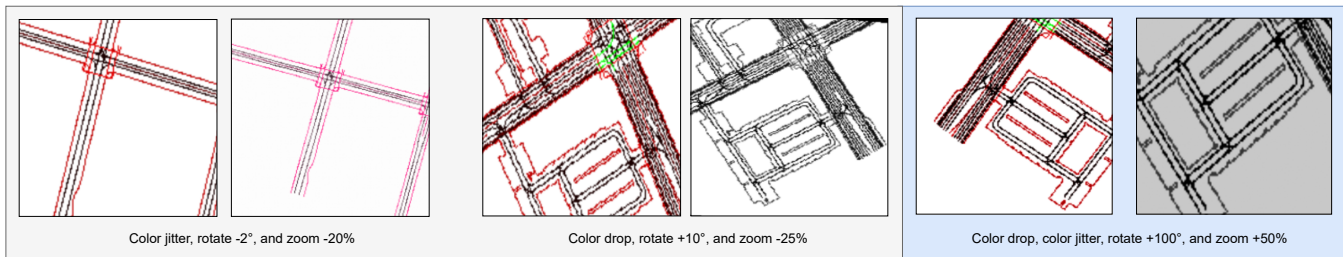 Color jitter, rotate -2°, and zoom -20%
Color drop, rotate +10°, and zoom -25%
Color drop, color jitter, rotate +100°, and zoom +50%